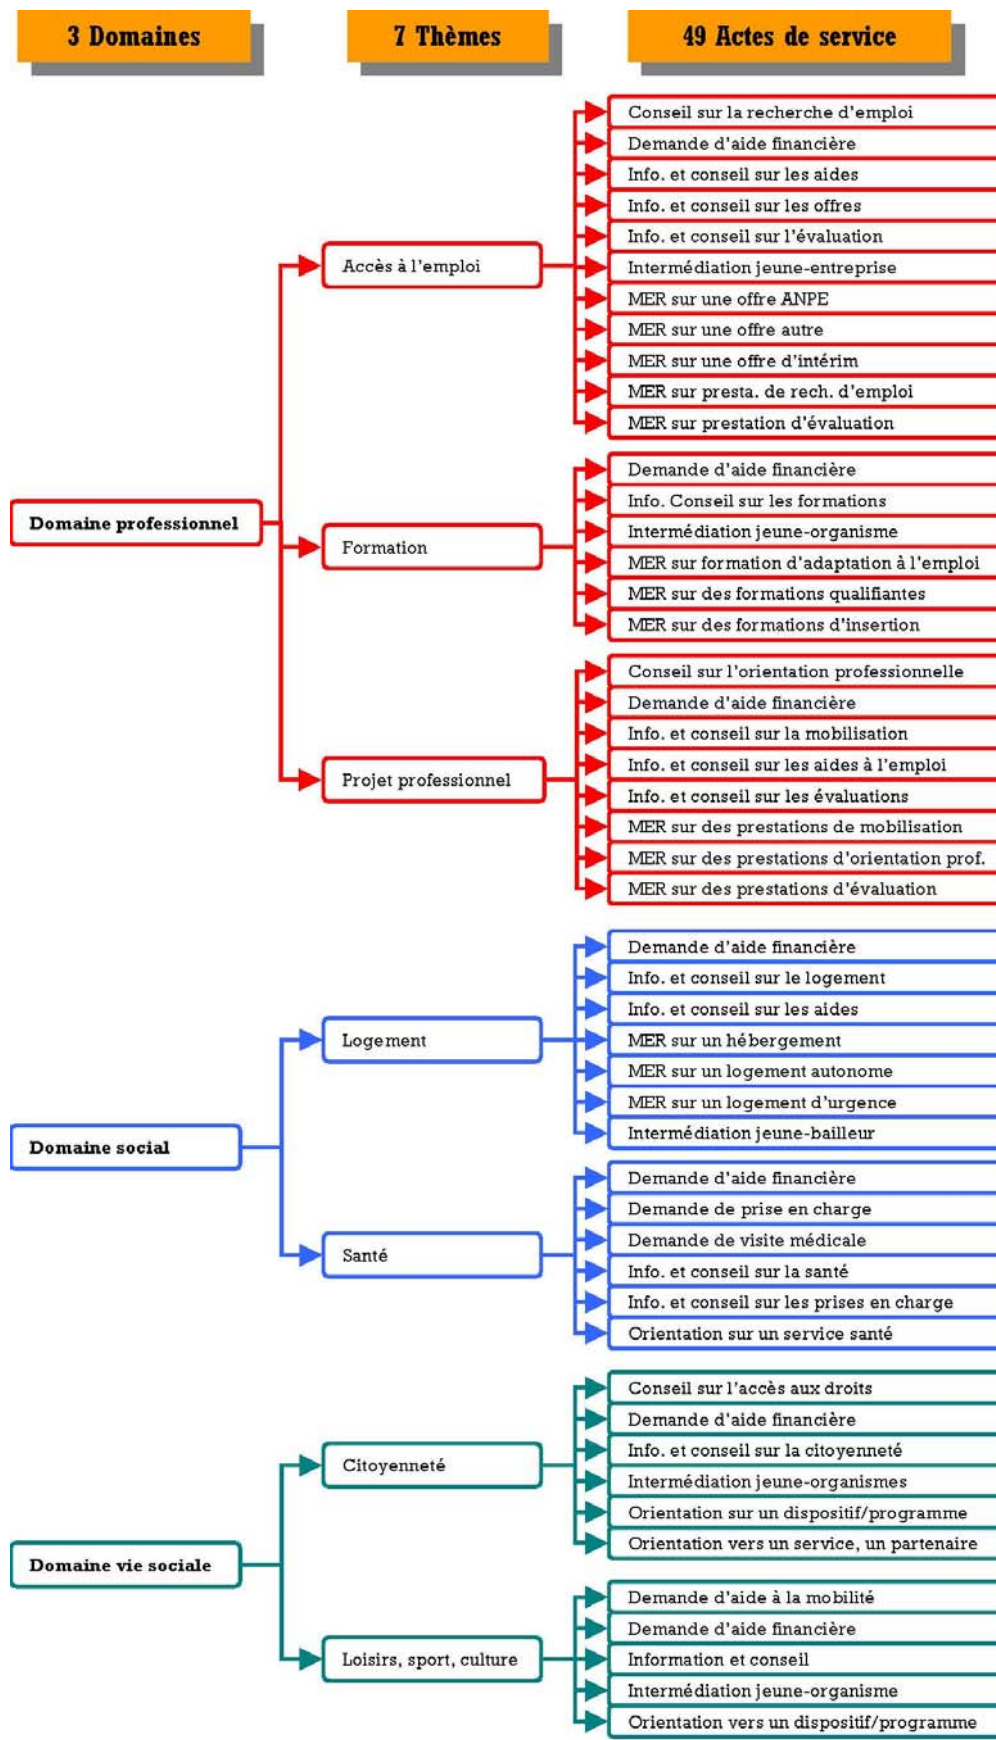 3 Domaines
7 Thèmes
49 Actes de service
Domaine professionnel
Accès à l'emploi
Conseil sur la recherche d'emploi
Demande d'aide financière
Info. et conseil sur les aides
Info. et conseil sur les offres
Info. et conseil sur l'évaluation
Intermédiation jeune-entreprise
MER sur une offre ANPE
MER sur une offre autre
MER sur une offre d'intérim
MER sur presta. de rech. d'emploi
MER sur prestation d'évaluation
Formation
Demande d'aide financière
Info. Conseil sur les formations
Intermédiation jeune-organisme
MER sur formation d'adaptation à l'emploi
MER sur des formations qualifiantes
MER sur des formations d'insertion
Projet professionnel
Conseil sur l'orientation professionnelle
Demande d'aide financière
Info. et conseil sur la mobilisation
Info. et conseil sur les aides à l'emploi
Info. et conseil sur les évaluations
MER sur des prestations de mobilisation
MER sur des prestations d'orientation prof.
MER sur des prestations d'évaluation
Domaine social
Logement
Demande d'aide financière
Info. et conseil sur le logement
Info. et conseil sur les aides
MER sur un hébergement
MER sur un logement autonome
MER sur un logement d'urgence
Intermédiation jeune-bailleur
Santé
Demande d'aide financière
Demande de prise en charge
Demande de visite médicale
Info. et conseil sur la santé
Info. et conseil sur les prises en charge
Orientation sur un service santé
Domaine vie sociale
Citoyenneté
Conseil sur l'accès aux droits
Demande d'aide financière
Info. et conseil sur la citoyenneté
Intermédiation jeune-organismes
Orientation sur un dispositif/programme
Orientation vers un service, un partenaire
Loisirs, sport, culture
Demande d'aide à la mobilité
Demande d'aide financière
Information et conseil
Intermédiation jeune-organisme
Orientation vers un dispositif/programme